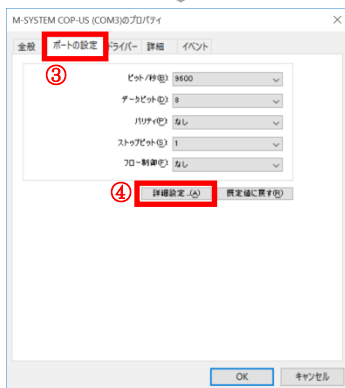 M-SYSTEM COP-US (COM3)のプロパティ
全般 ポートの設定 ドライバー 詳細 イベント
③
ビット/秒(B): 9600
データビット(D): 8
パリティ(P): なし
ストップビット(S): 1
フロー制御(F): なし
④ 詳細設定...(A) 既定値に戻す(R)
OK キャンセル